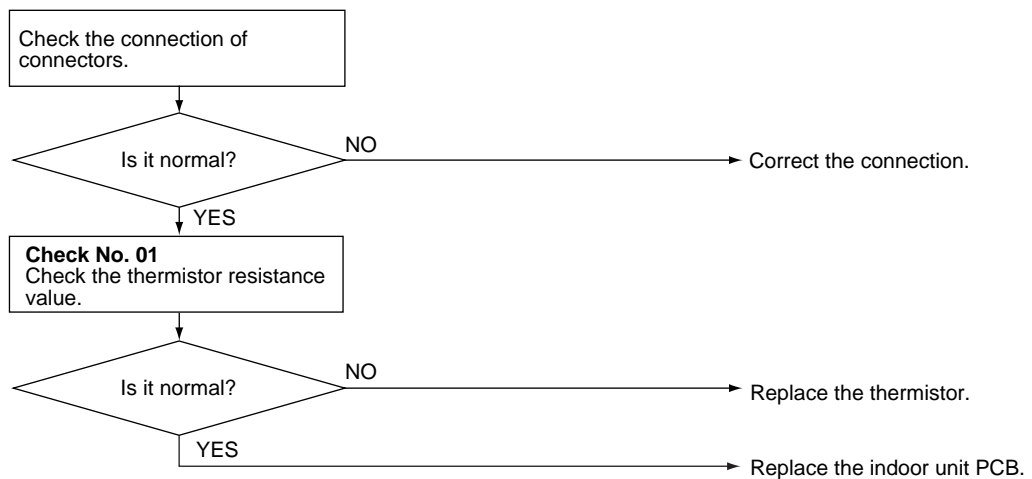 Check the connection of
connectors.
Is it normal?
NO
Correct the connection.
YES
Check No. 01
Check the thermistor resistance
value.
Is it normal?
NO
Replace the thermistor.
YES
Replace the indoor unit PCB.